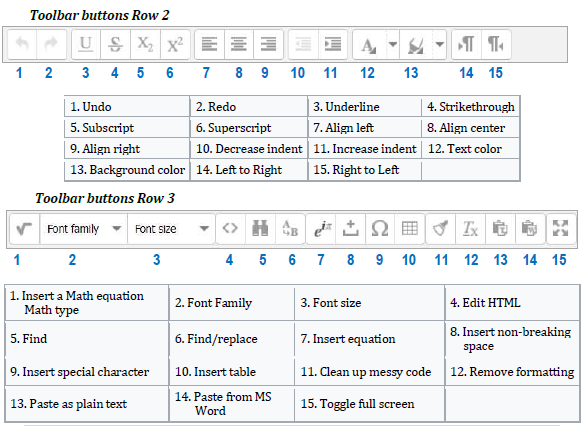 Toolbar buttons Row 2
U S X₂ X² A
1 2 3 4 5 6 7 8 9 10 11 12 13 14 15
1. Undo 2. Redo 3. Underline 4. Strikethrough
5. Subscript 6. Superscript 7. Align left 8. Align center
9. Align right 10. Decrease indent 11. Increase indent 12. Text color
13. Background color 14. Left to Right 15. Right to Left
Toolbar buttons Row 3
Font family Font size <> A B eⁱπ Ω Tx T W
1 2 3 4 5 6 7 8 9 10 11 12 13 14 15
1. Insert a Math equation
Math type
2. Font Family 3. Font size 4. Edit HTML
5. Find 6. Find/replace 7. Insert equation 8. Insert non-breaking
space
9. Insert special character 10. Insert table 11. Clean up messy code 12. Remove formatting
13. Paste as plain text 14. Paste from MS
Word
15. Toggle full screen